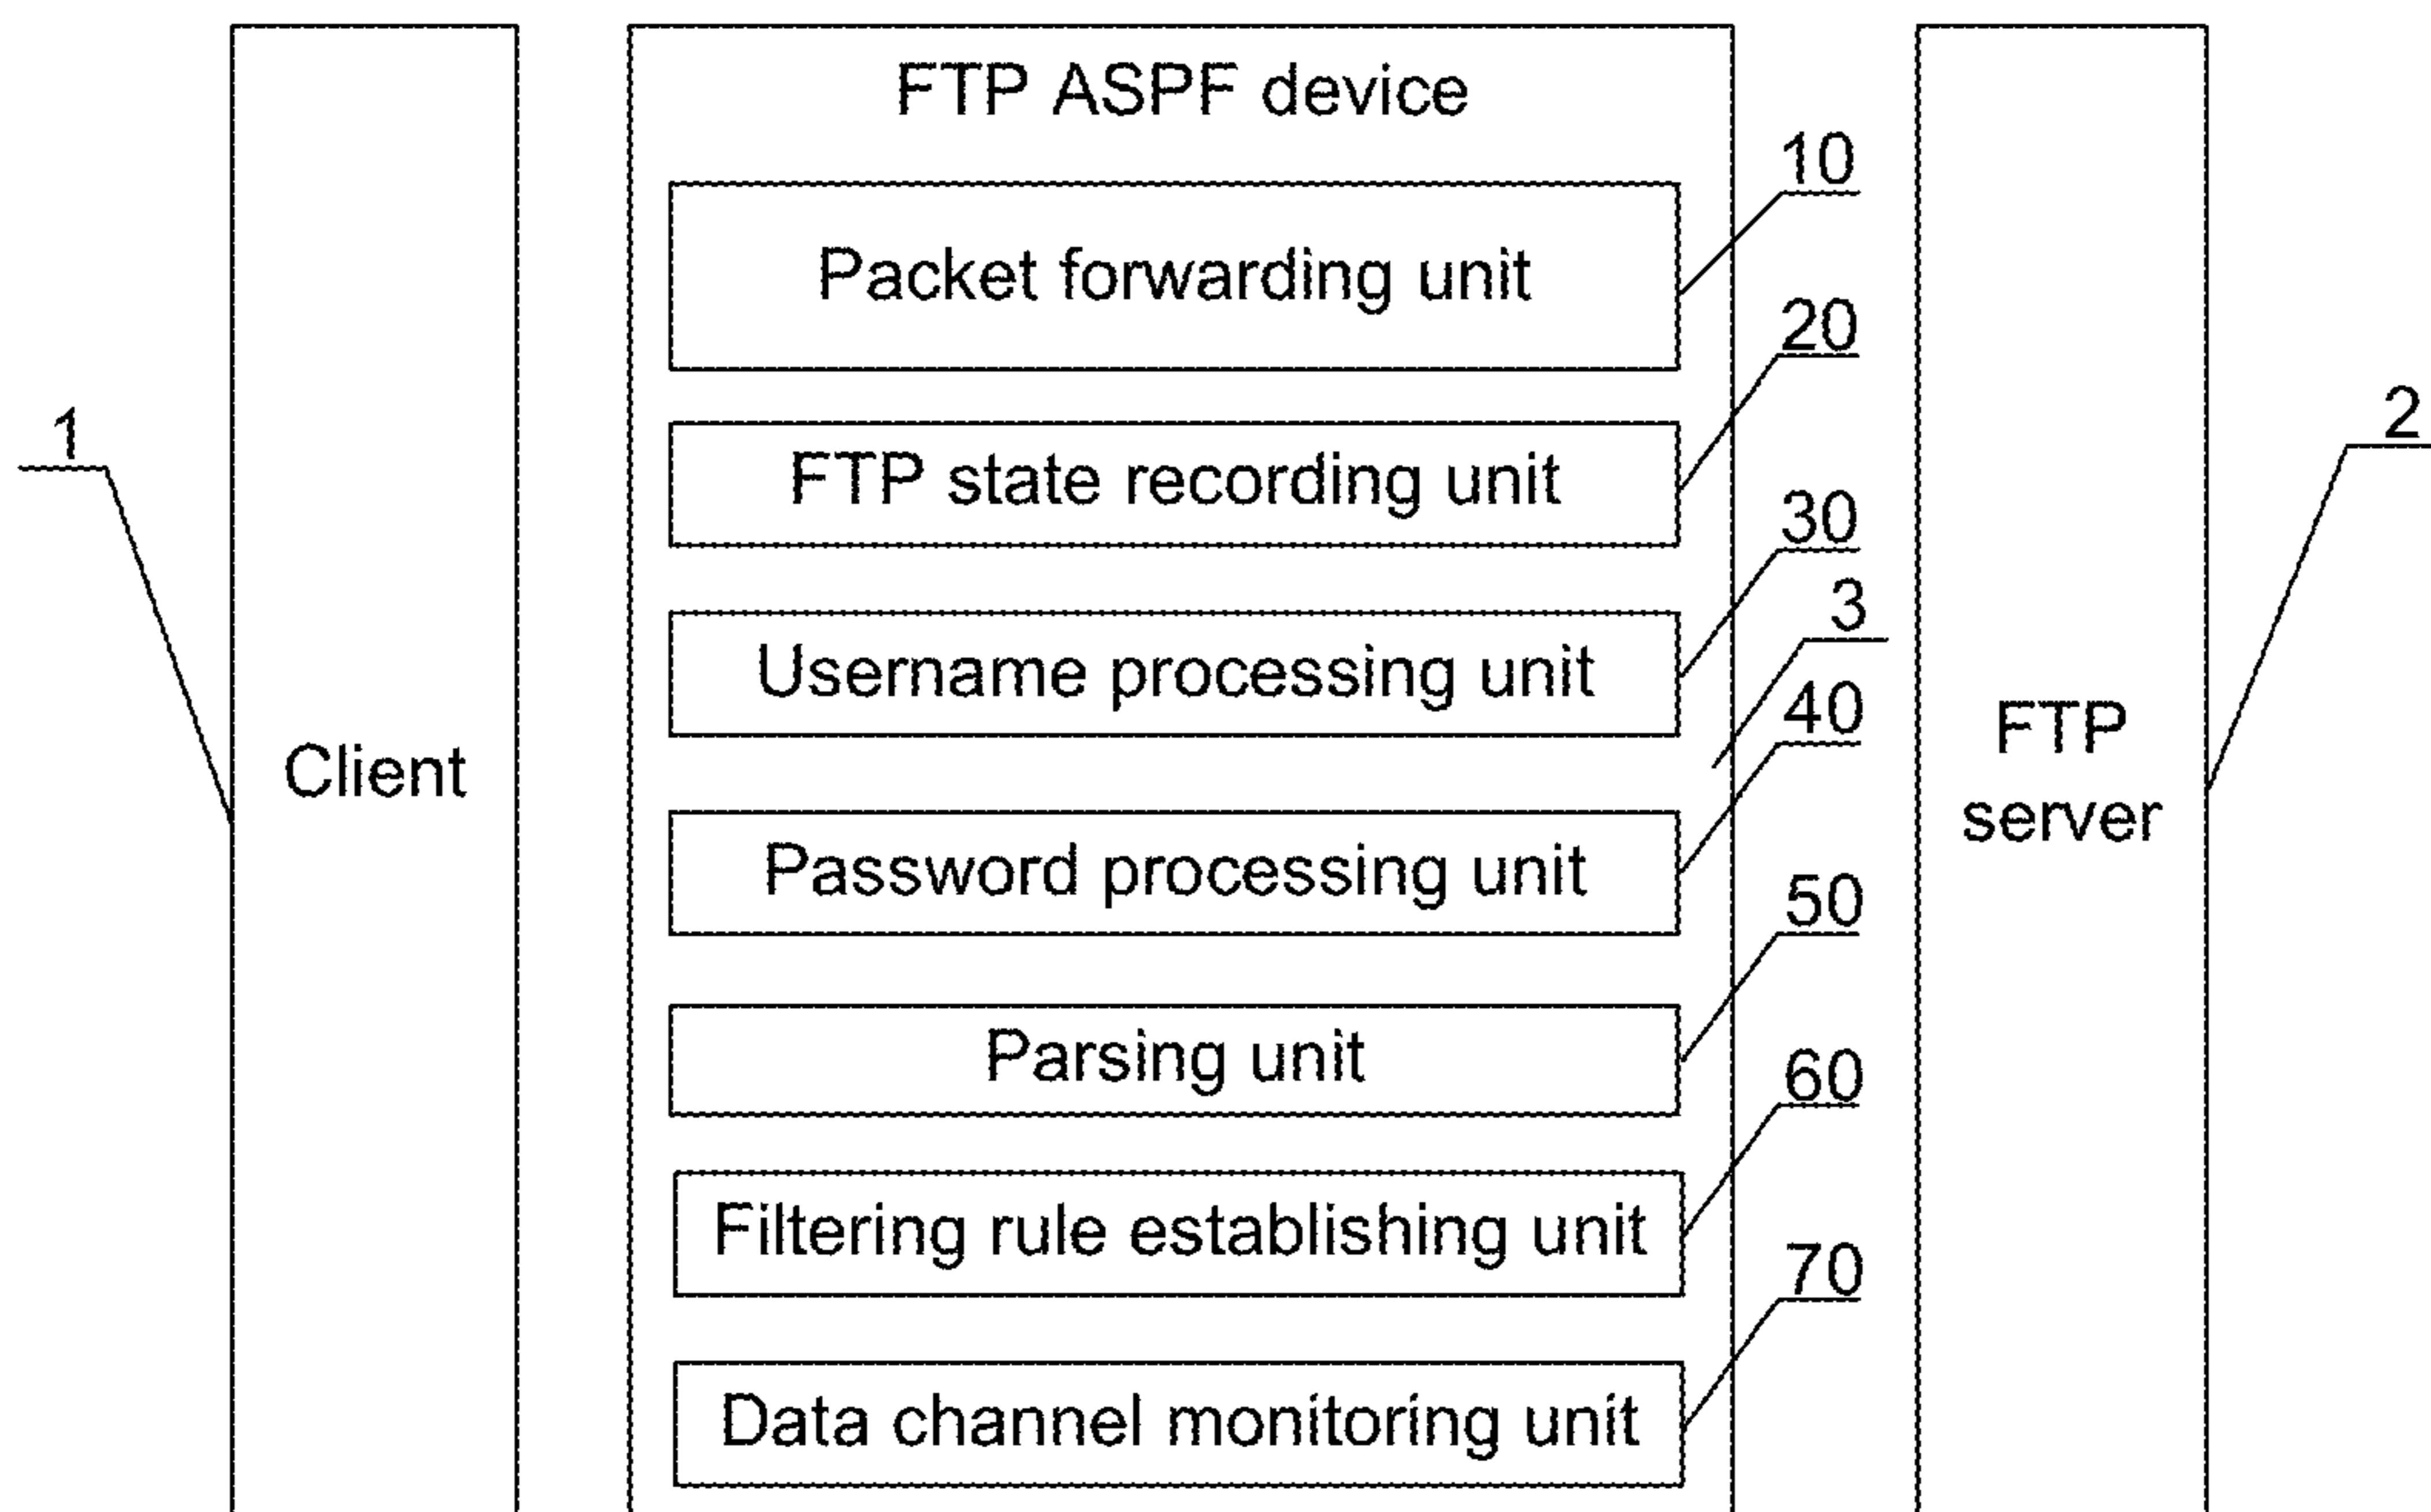 FTP ASPF device
10
Packet forwarding unit
20
1
2
FTP state recording unit
30
3
Username processing unit
40
Client
FTP
server
Password processing unit
50
Parsing unit
60
Filtering rule establishing unit
70
Data channel monitoring unit